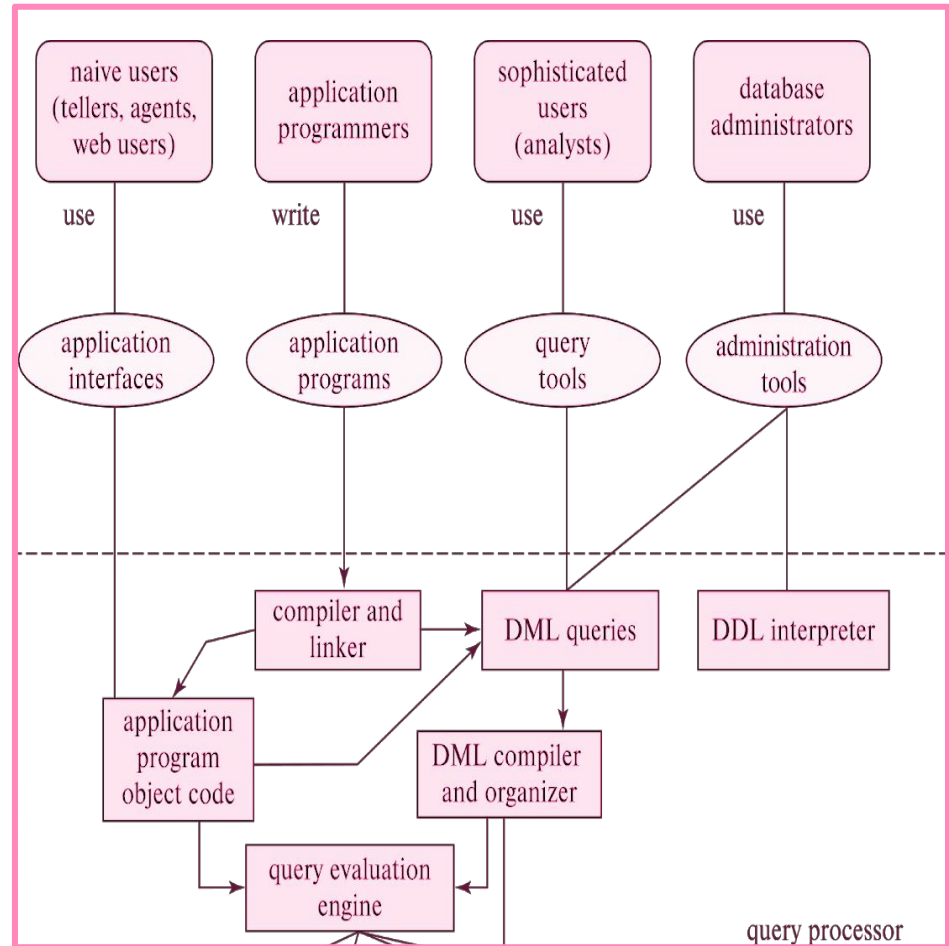 naive users
(tellers, agents,
web users)
application
programmers
sophisticated
users
(analysts)
database
administrators
use
write
use
use
application
interfaces
application
programs
query
tools
administration
tools
compiler and
linker
DML queries
DDL interpreter
application
program
object code
DML compiler
and organizer
query evaluation
engine
query processor